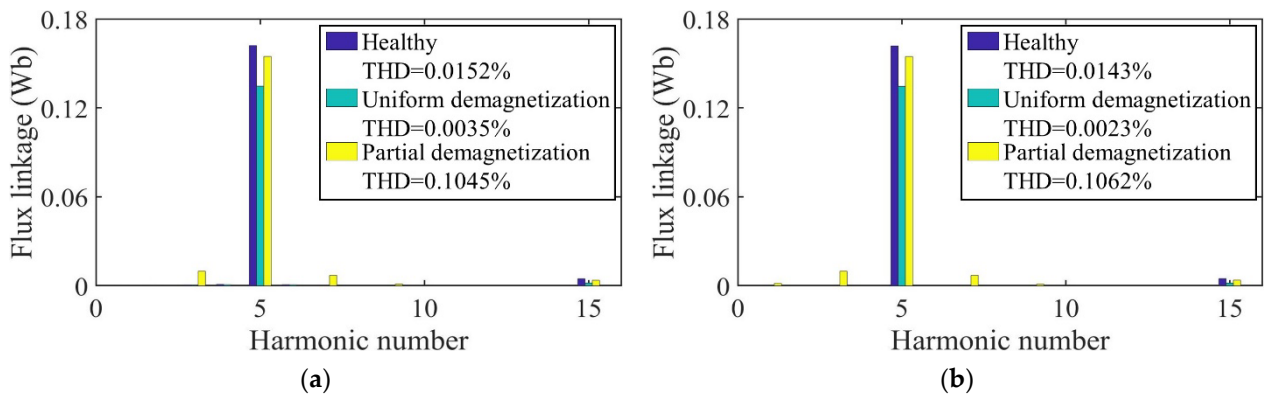 0.18
0.12
0.06
0
Flux linkage (Wb)
Healthy
THD=0.0152%
Uniform demagnetization
THD=0.0035%
Partial demagnetization
THD=0.1045%
0 5 10 15
Harmonic number
(a)
0.18
0.12
0.06
0
Flux linkage (Wb)
Healthy
THD=0.0143%
Uniform demagnetization
THD=0.0023%
Partial demagnetization
THD=0.1062%
0 5 10 15
Harmonic number
(b)